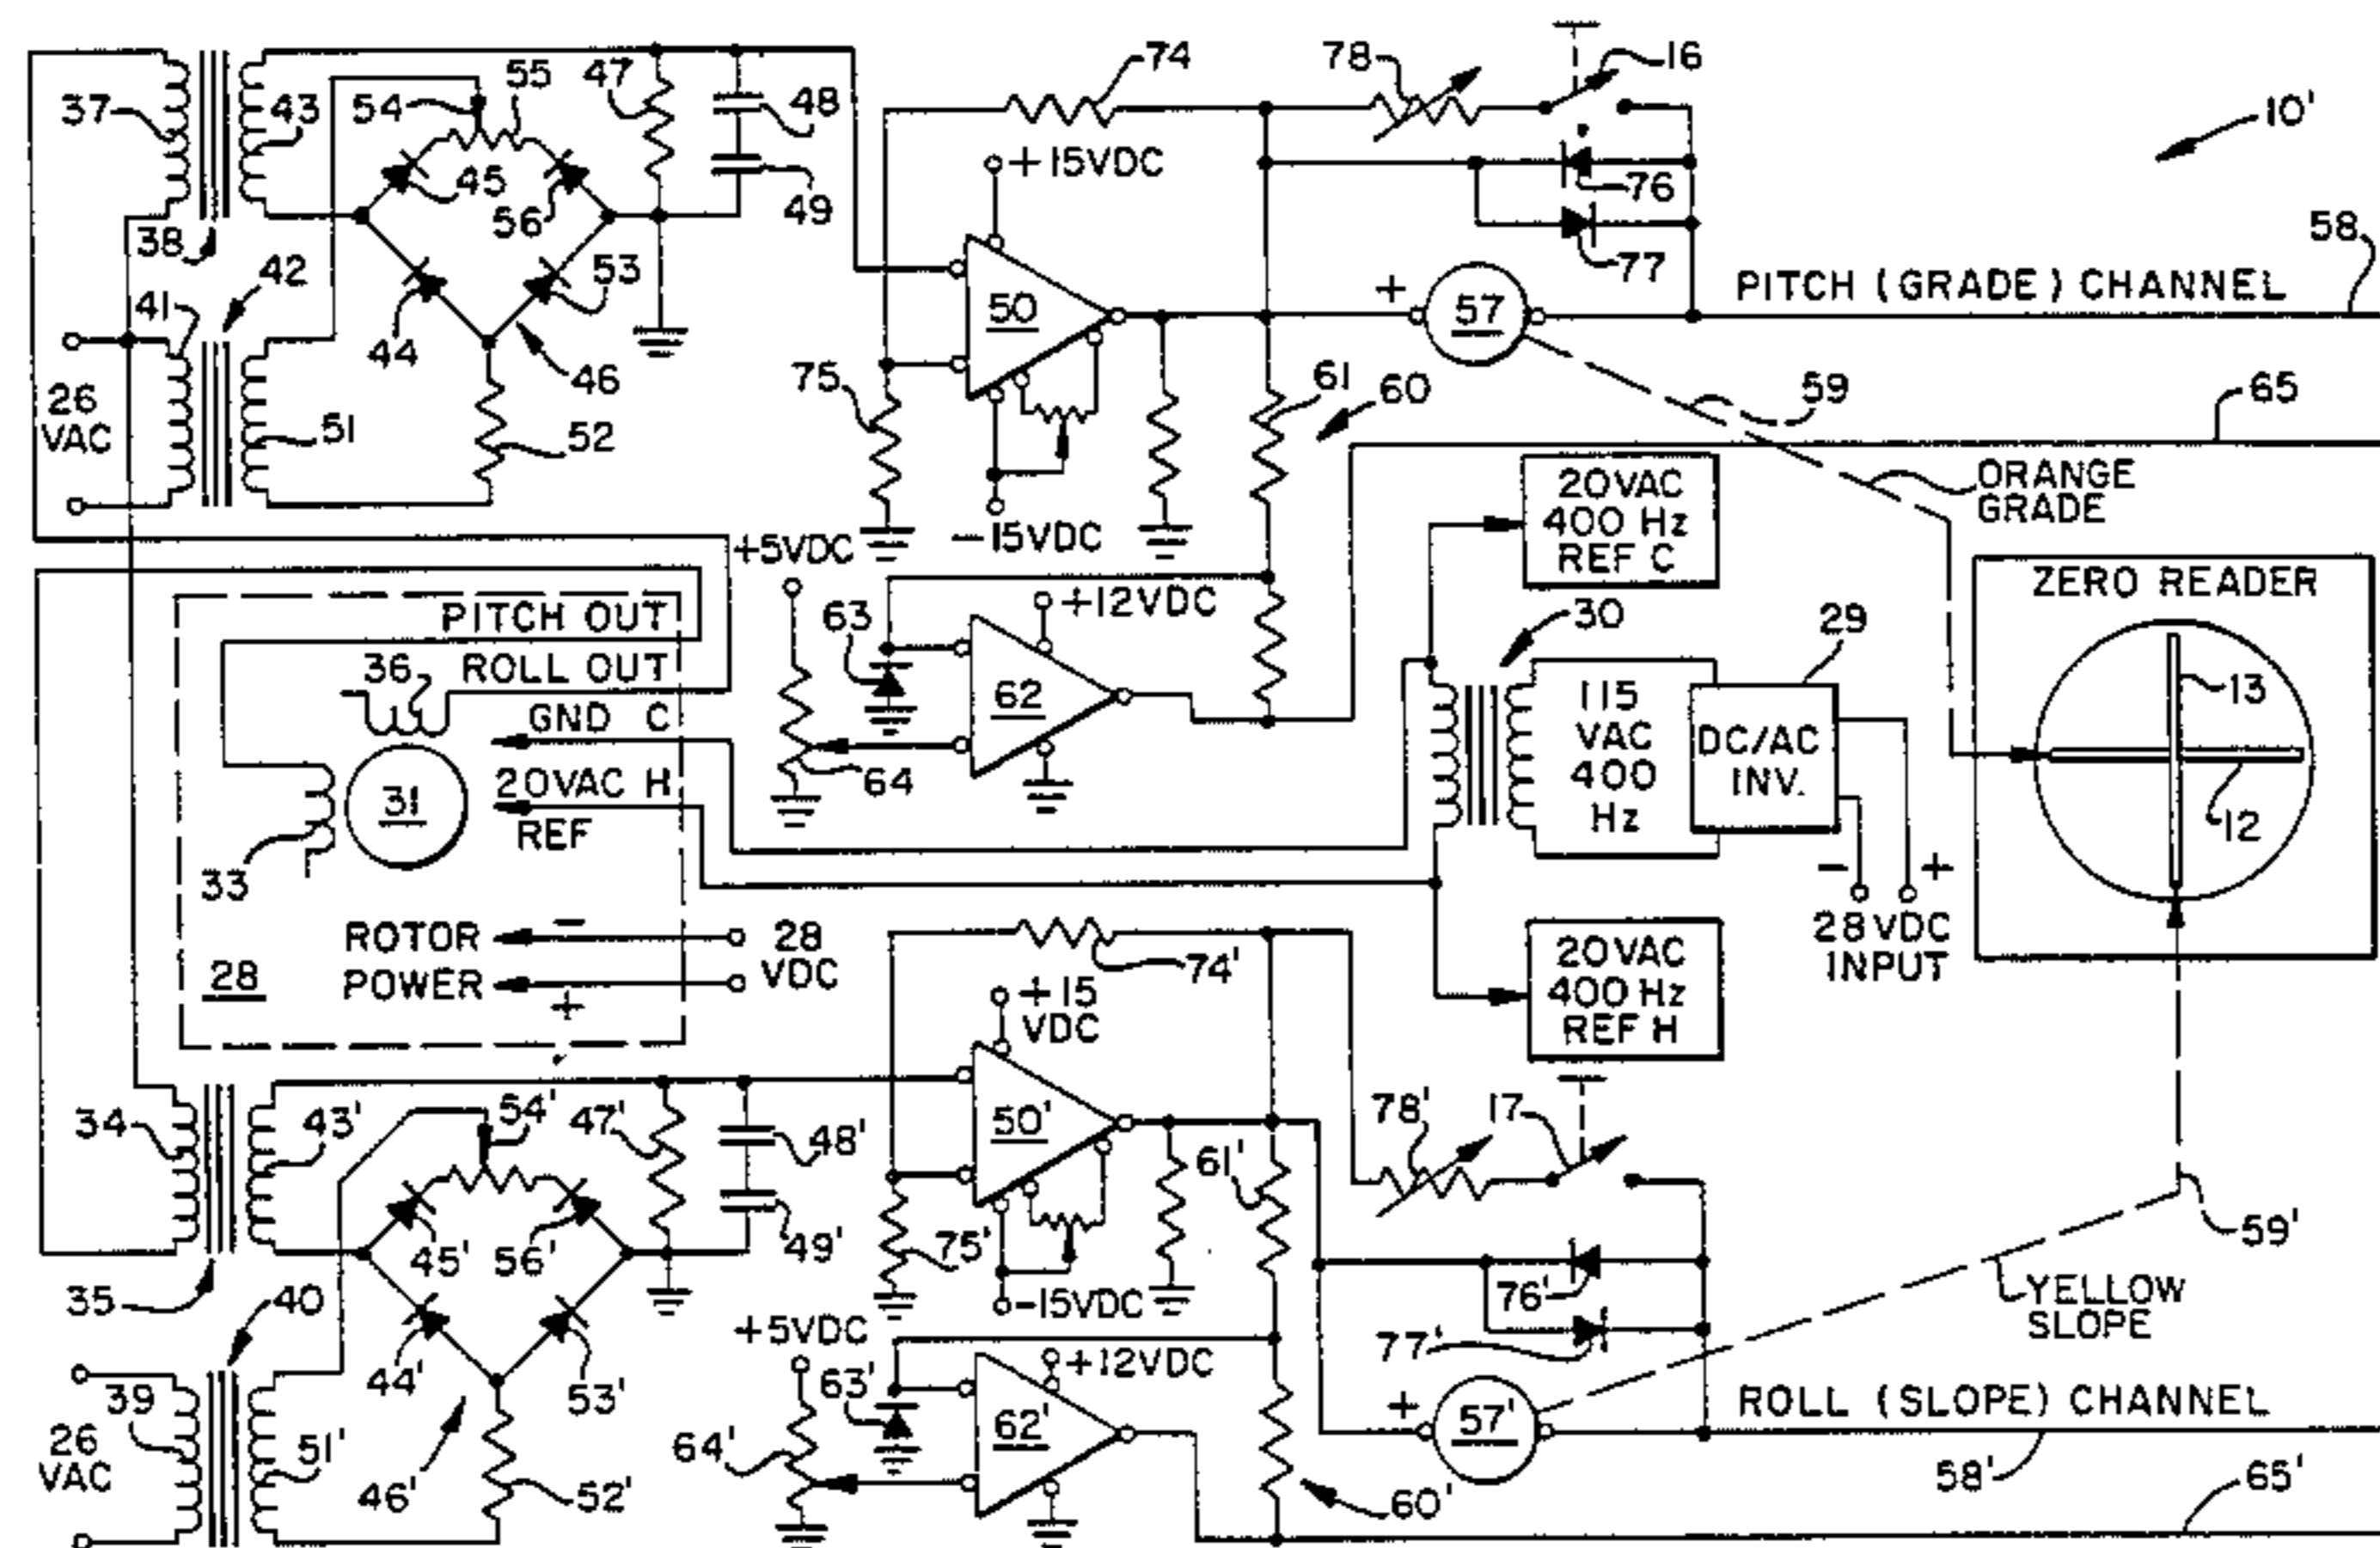 37
43
54
55
47
48
49
45
56
38
42
41
44
53
46
26
VAC
51
52
74
78
16
10'
+15VDC
76
77
50
+
57
PITCH (GRADE) CHANNEL
58
75
61
60
59
65
-15VDC
ORANGE
GRADE
20VAC
400 Hz
REF C
+5VDC
+12VDC
63
62
64
30
29
115
VAC
400
Hz
DC/AC
INV.
ZERO READER
13
12
- +
28VDC
INPUT
PITCH OUT
36
ROLL OUT
GND C
31
20VAC H
REF
33
ROTOR -
POWER +
28
VDC
28
20VAC
400 Hz
REF H
74'
+15
VDC
34
43'
54'
47'
48'
49'
45'
56'
35
40
44'
53'
46'
39
26
VAC
51'
52'
50'
75'
-15VDC
61'
78'
17
76'
77'
59'
YELLOW
SLOPE
+5VDC
+12VDC
63'
62'
64'
60'
+
57'
ROLL (SLOPE) CHANNEL
58'
65'